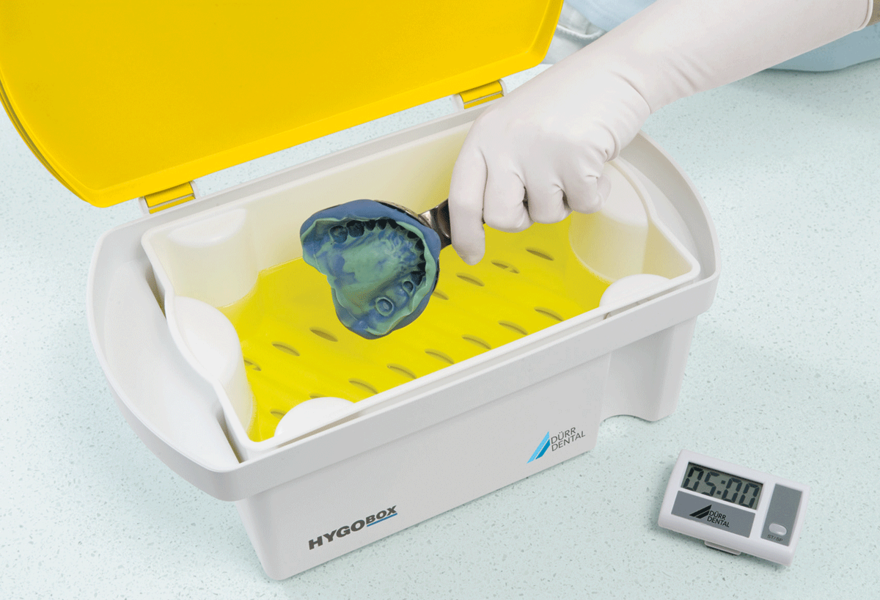 DÜRR
DENTAL
HYGOBOX
05:00
DÜRR
DENTAL